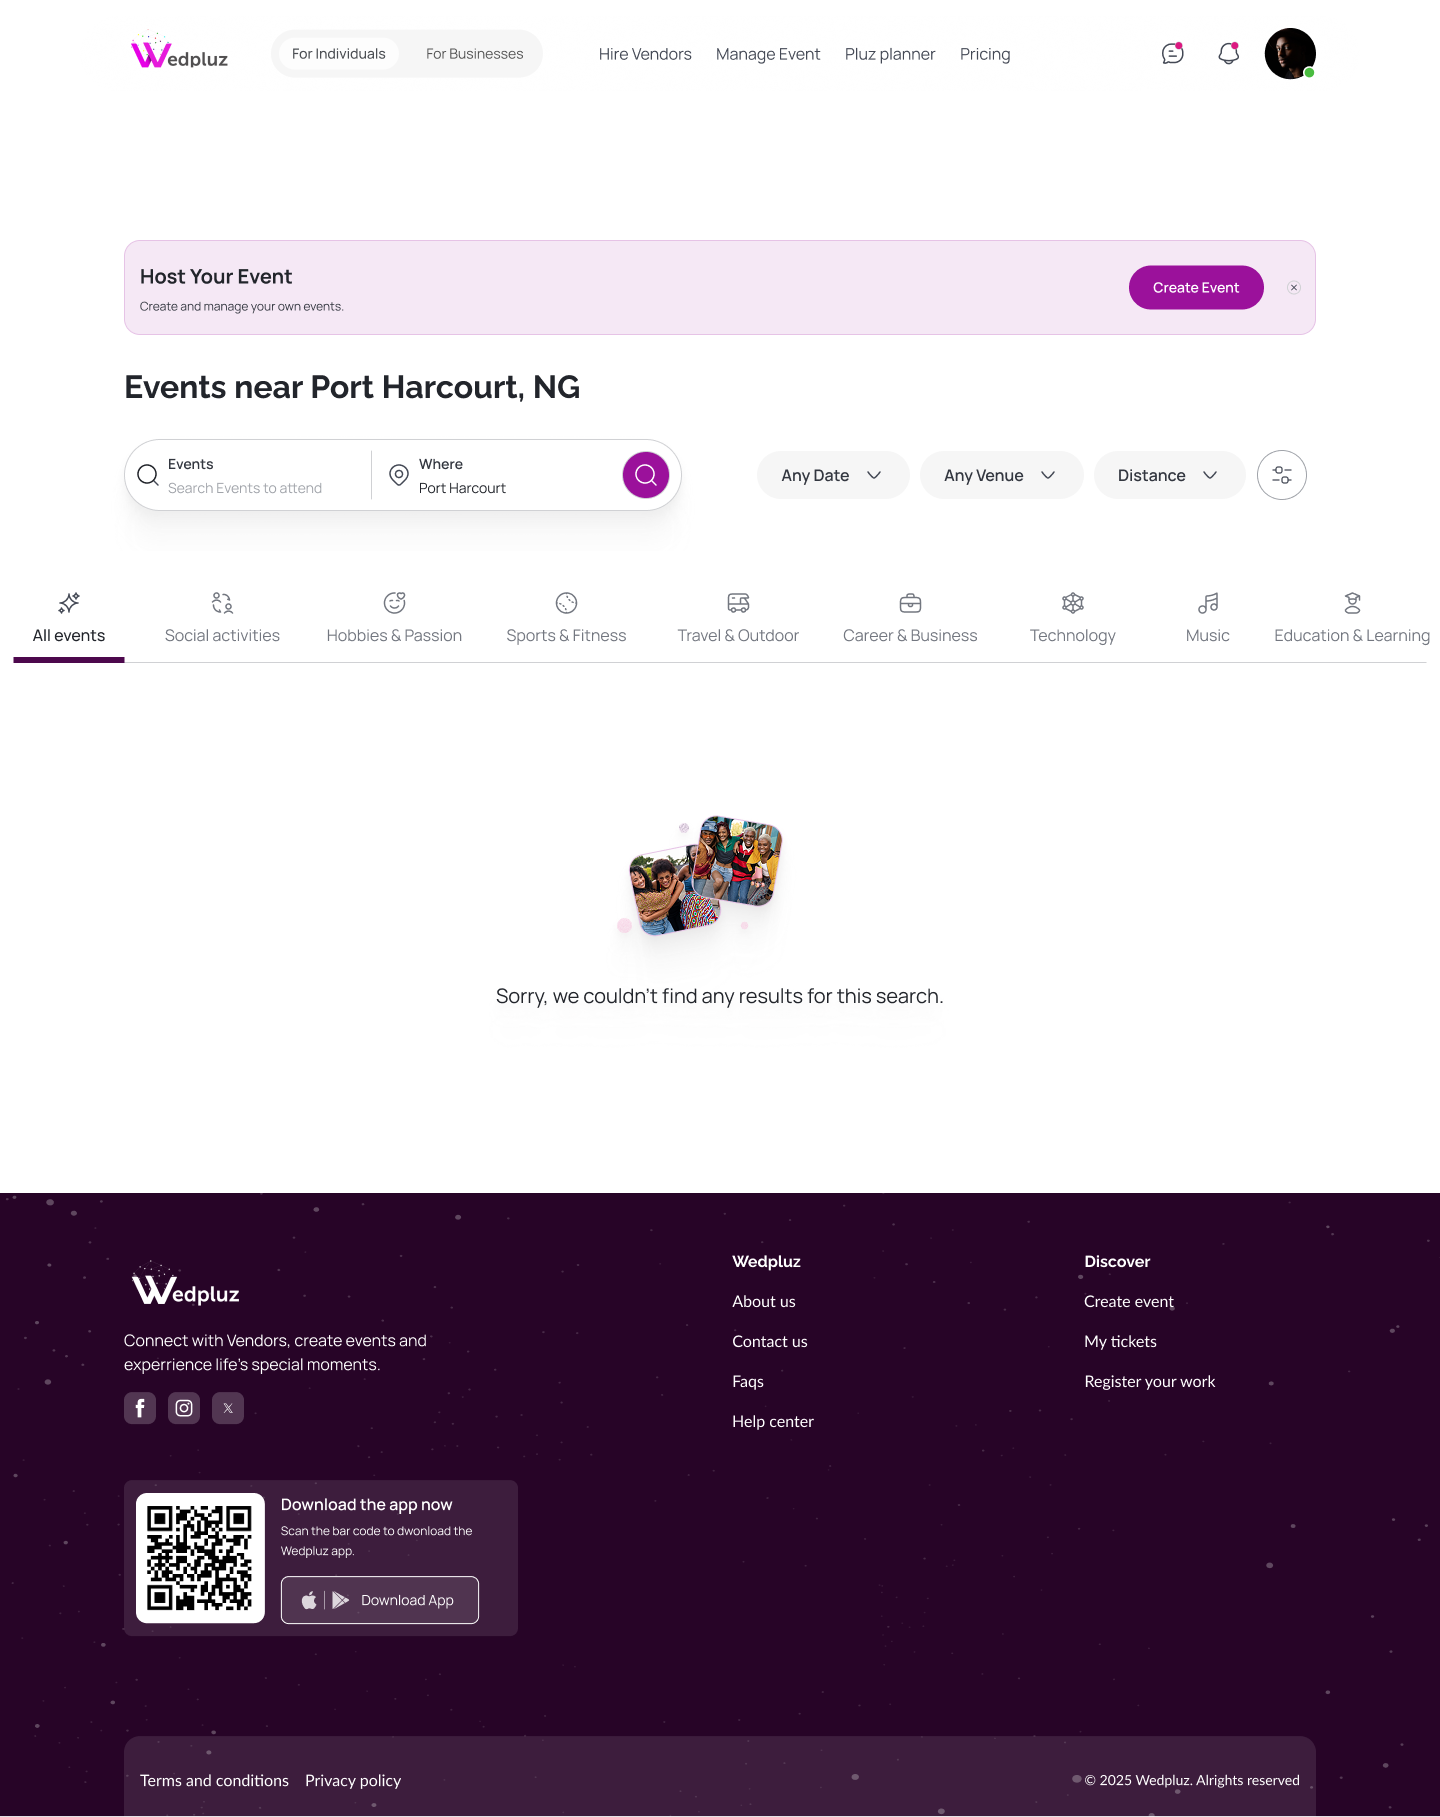 Wedpluz
For Individuals
For Businesses
Hire Vendors
Manage Event
Pluz planner
Pricing
Host Your Event
Create and manage your own events.
Create Event
Events near Port Harcourt, NG
Events
Search Events to attend
Where
Port Harcourt
Any Date
Any Venue
Distance
All events
Social activities
Hobbies & Passion
Sports & Fitness
Travel & Outdoor
Career & Business
Technology
Music
Education & Learning
Sorry, we couldn't find any results for this search.
Wedpluz
Connect with Vendors, create events and
experrience life's special moments.
Download the app now
Scan the bar code to dwonload the
Wedpluz app.
Download App
Wedpluz
About us
Contact us
Faqs
Help center
Discover
Create event
My tickets
Register your work
Terms and conditions
Privacy policy
© 2025 Wedpluz. Alrights reserved